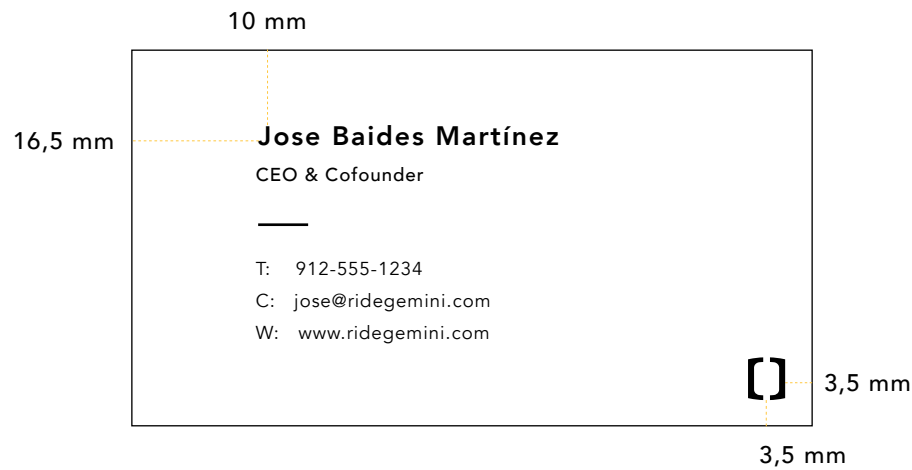 10 mm
16,5 mm
Jose Baides Martínez
CEO & Cofounder
T: 912-555-1234
C: jose@ridegemini.com
W: www.ridegemini.com
3,5 mm
3,5 mm